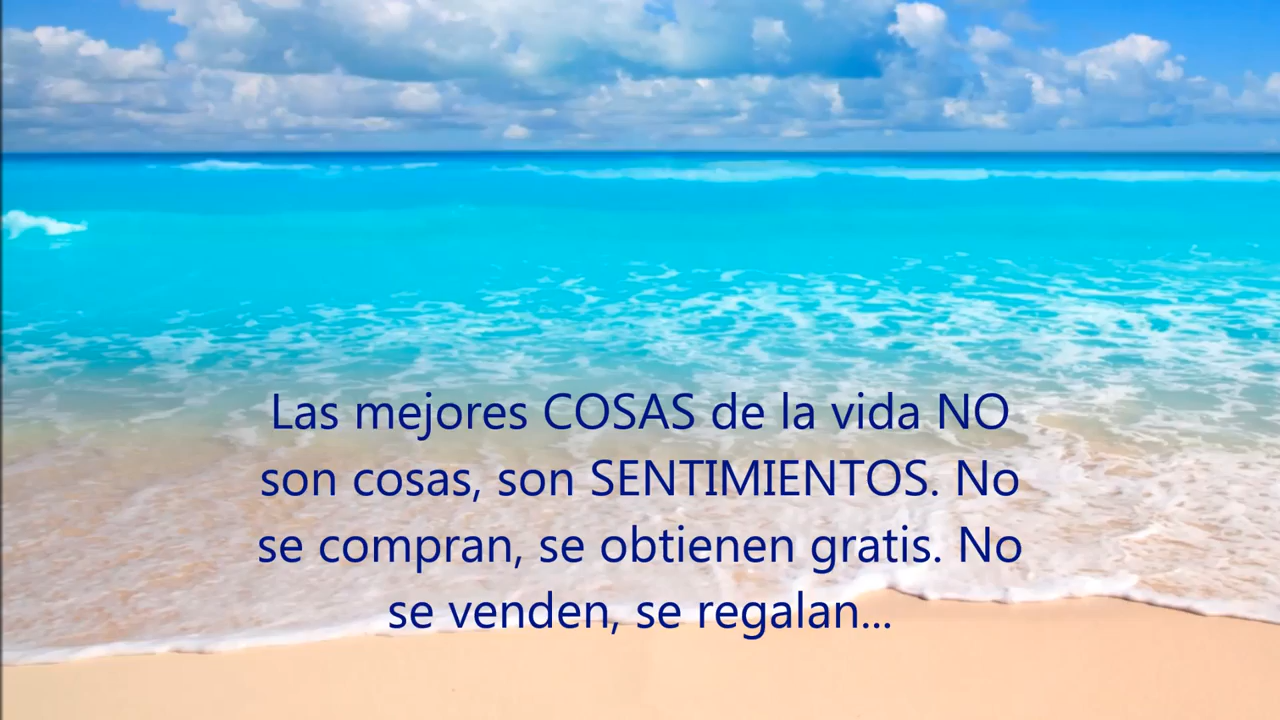 Las mejores COSAS de la vida NO
son cosas, son SENTIMIENTOS. No
se compran, se obtienen gratis. No
se venden, se regalan...